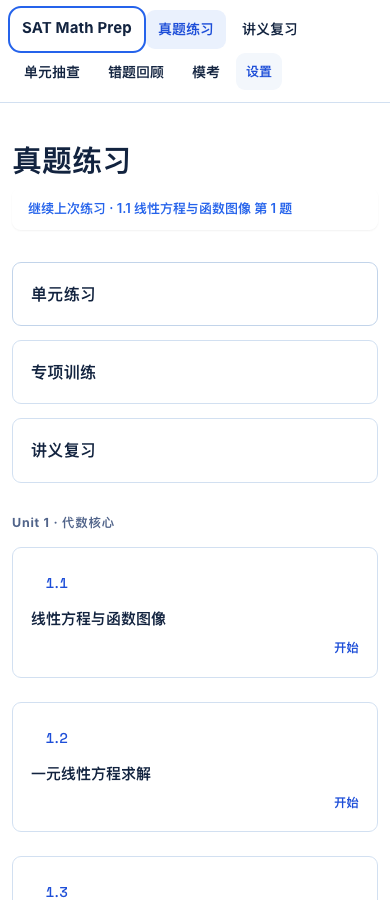 SAT Math Prep
真题练习
讲义复习
单元抽查
错题回顾
模考
设置
真题练习
继续上次练习 · 1.1 线性方程与函数图像 第 1 题
单元练习
专项训练
讲义复习
Unit 1 · 代数核心
1.1
线性方程与函数图像
开始
1.2
一元线性方程求解
开始
1.3